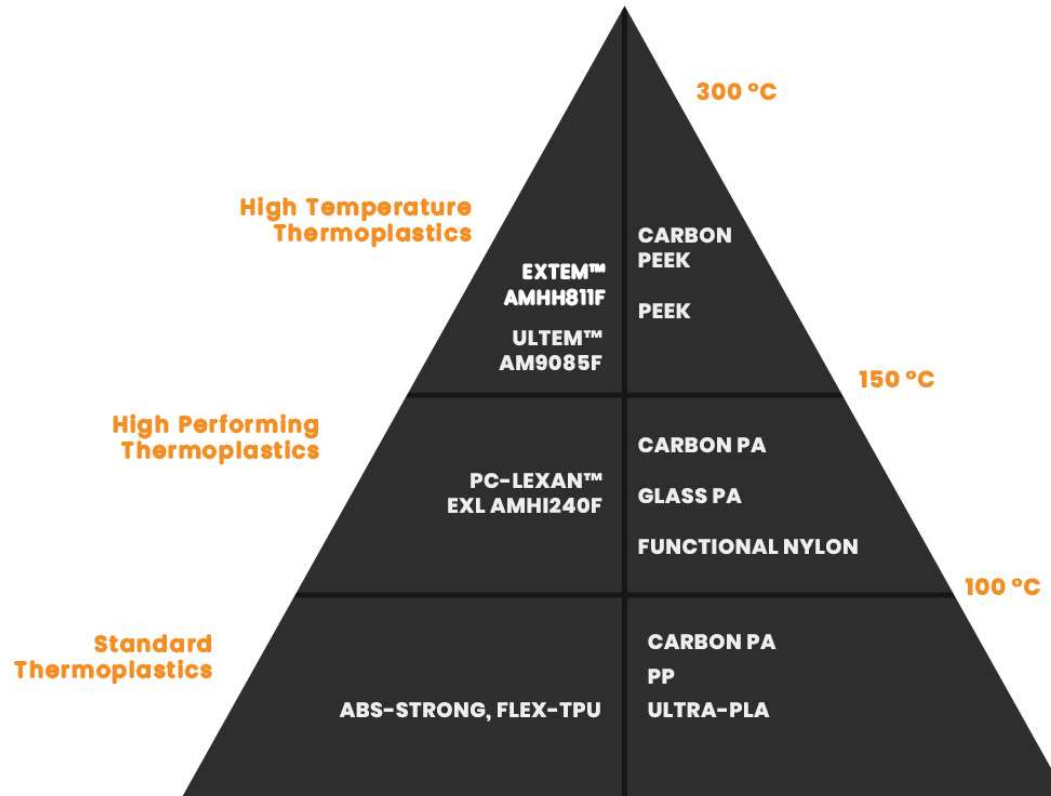 300 °C
High Temperature
Thermoplastics
CARBON
PEEK
EXTEM™
AMHH811F
PEEK
ULTEM™
AM9085F
150 °C
High Performing
Thermoplastics
CARBON PA
PC-LEXAN™
EXL AMHI240F
GLASS PA
FUNCTIONAL NYLON
100 °C
Standard
Thermoplastics
CARBON PA
PP
ABS-STRONG, FLEX-TPU
ULTRA-PLA